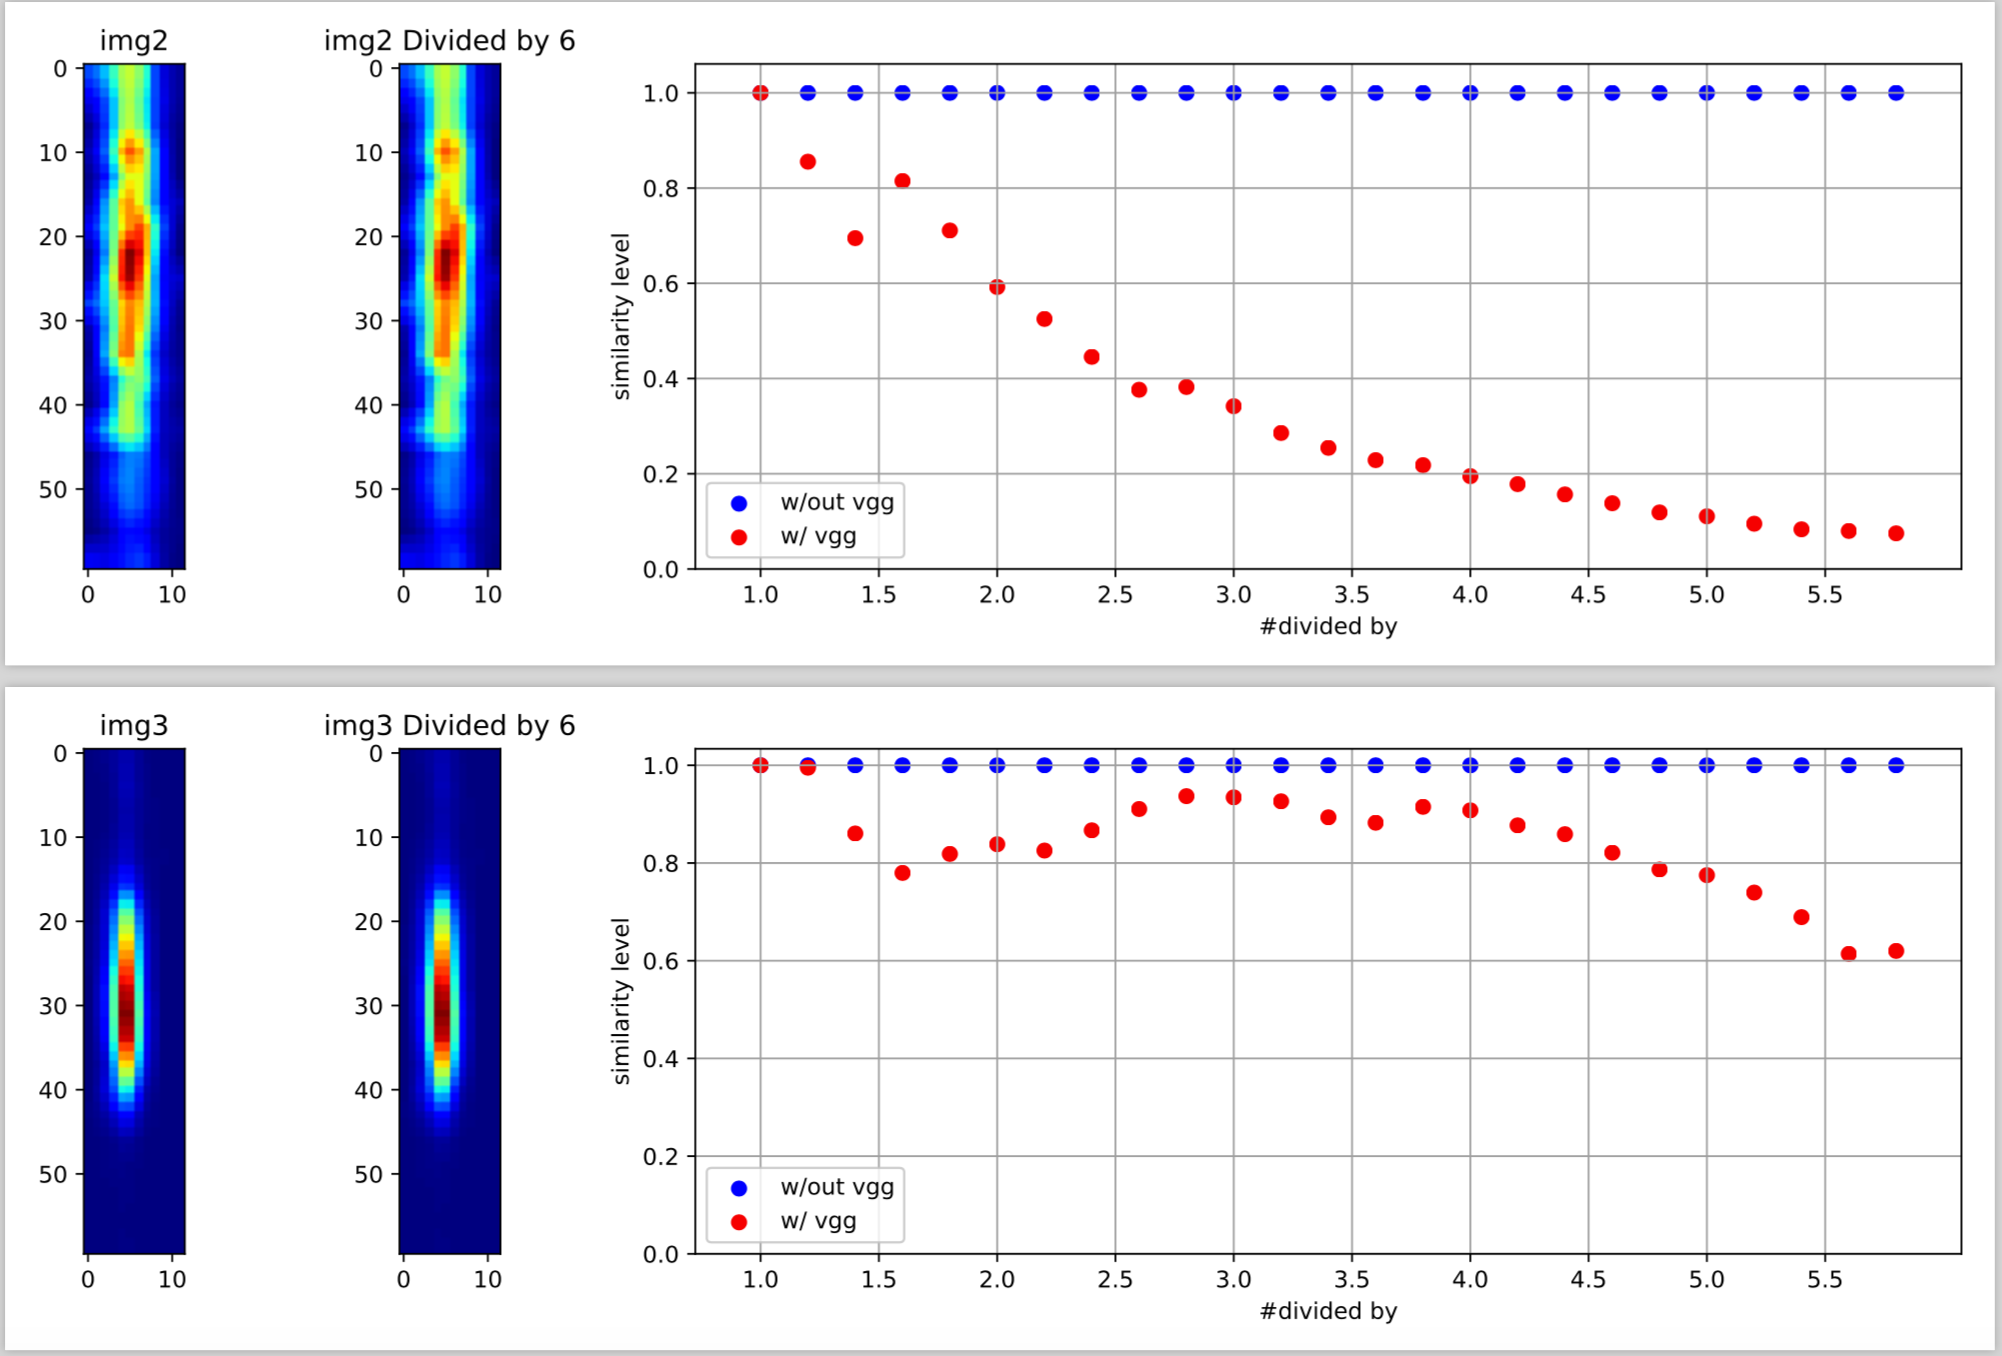 img2
img2 Divided by 6
0
10
20
30
40
50
0 10
0
10
20
30
40
50
0 10
similarity level
1.0
0.8
0.6
0.4
0.2
0.0
w/out vgg
w/ vgg
1.0 1.5 2.0 2.5 3.0 3.5 4.0 4.5 5.0 5.5
#divided by
img3
img3 Divided by 6
0
10
20
30
40
50
0 10
0
10
20
30
40
50
0 10
similarity level
1.0
0.8
0.6
0.4
0.2
0.0
w/out vgg
w/ vgg
1.0 1.5 2.0 2.5 3.0 3.5 4.0 4.5 5.0 5.5
#divided by